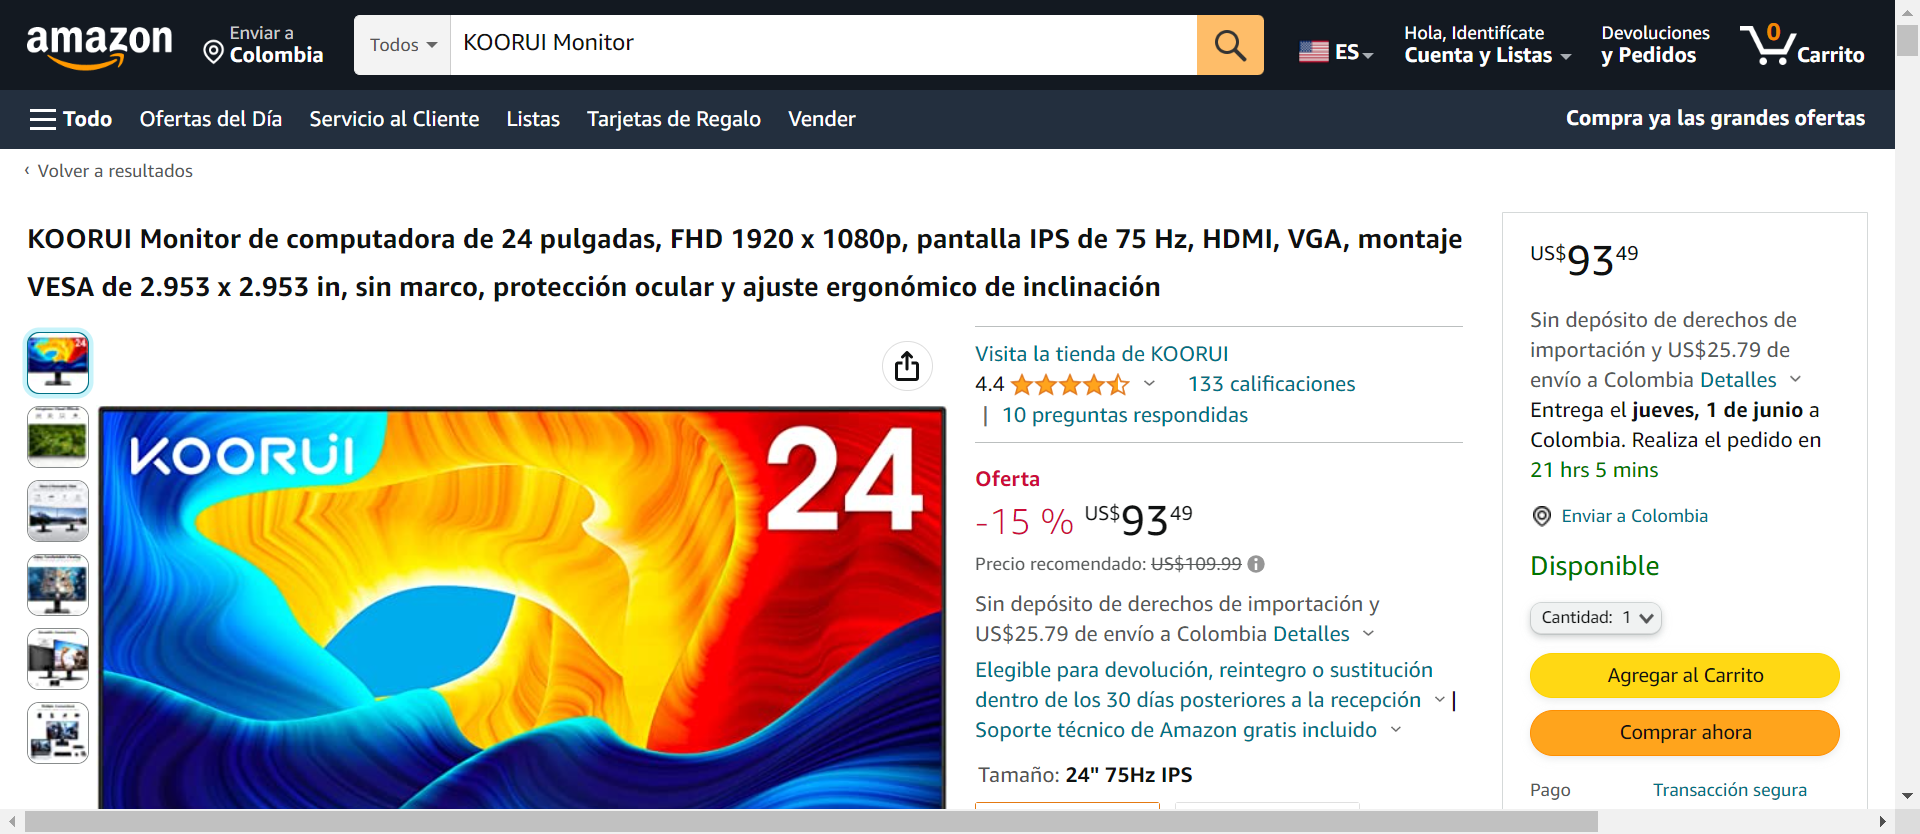 amazon
Enviar a
Colombia
Todos
KOORUI Monitor
ES
Hola, Identifícate
Cuenta y Listas
Devoluciones
y Pedidos
0
Carrito
Todo
Ofertas del Día
Servicio al Cliente
Listas
Tarjetas de Regalo
Vender
Compra ya las grandes ofertas
‹ Volver a resultados
KOORUI Monitor de computadora de 24 pulgadas, FHD 1920 x 1080p, pantalla IPS de 75 Hz, HDMI, VGA, montaje
VESA de 2.953 x 2.953 in, sin marco, protección ocular y ajuste ergonómico de inclinación
24
KOORUI
24
Visita la tienda de KOORUI
4.4
133 calificaciones
| 10 preguntas respondidas
Oferta
-15 % US$93 49
Precio recomendado: US$109.99
Sin depósito de derechos de importación y
US$25.79 de envío a Colombia Detalles
Elegible para devolución, reintegro o sustitución
dentro de los 30 días posteriores a la recepción |
Soporte técnico de Amazon gratis incluido
Tamaño: 24" 75Hz IPS
US$93 49
Sin depósito de derechos de
importación y US$25.79 de
envío a Colombia Detalles
Entrega el jueves, 1 de junio a
Colombia. Realiza el pedido en
21 hrs 5 mins
Enviar a Colombia
Disponible
Cantidad: 1
Agregar al Carrito
Comprar ahora
Pago
Transacción segura